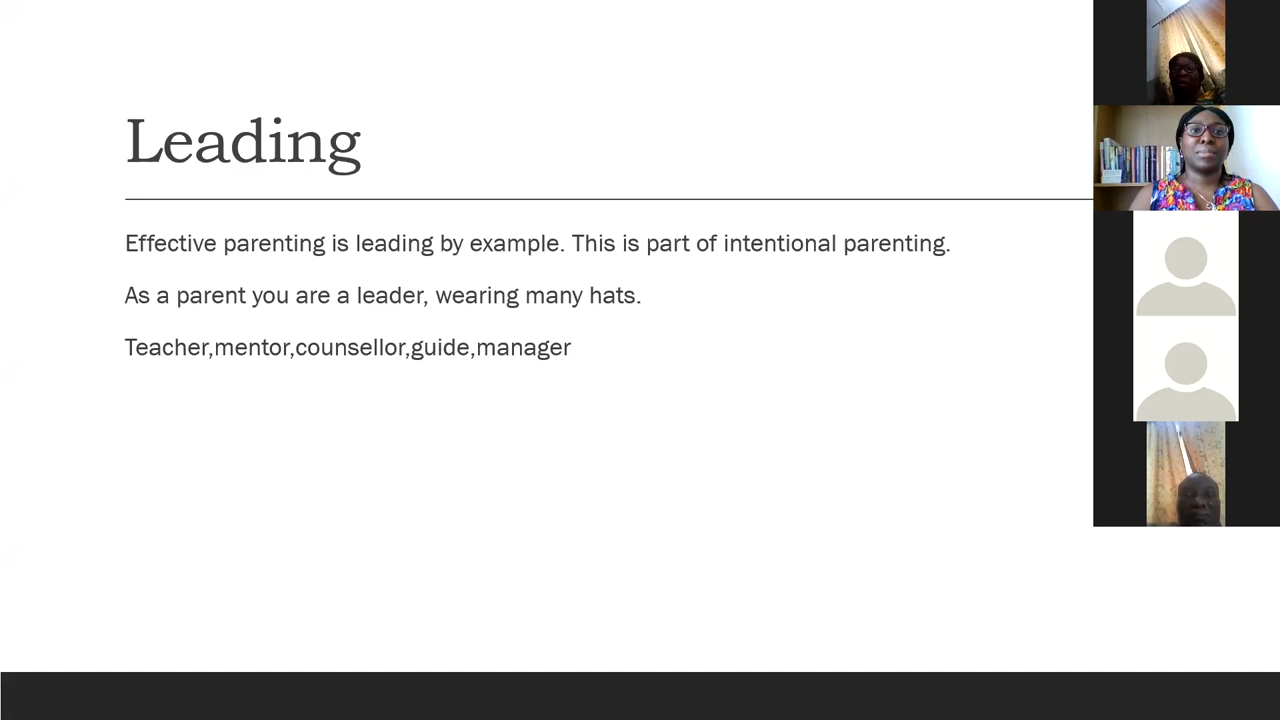 Leading
Effective parenting is leading by example. This is part of intentional parenting.
As a parent you are a leader, wearing many hats.
Teacher,mentor,counsellor,guide,manager